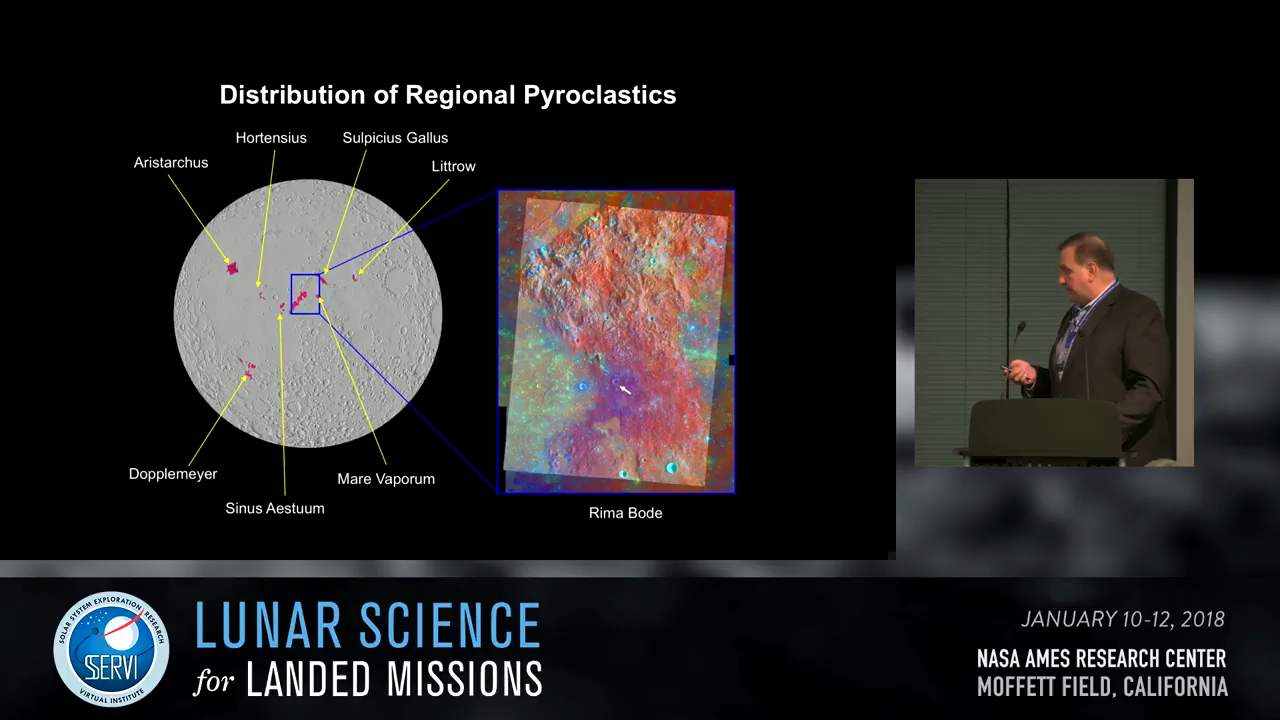 Distribution of Regional Pyroclastics
Hortensius
Sulpicius Gallus
Aristarchus
Littrow
Dopplemeyer
Mare Vaporum
Sinus Aestuum
Rima Bode
SOLAR SYSTEM EXPLORATION RESEARCH
SSERVI
VIRTUAL INSTITUTE
LUNAR SCIENCE
for LANDED MISSIONS
JANUARY 10-12, 2018
NASA AMES RESEARCH CENTER
MOFFETT FIELD, CALIFORNIA